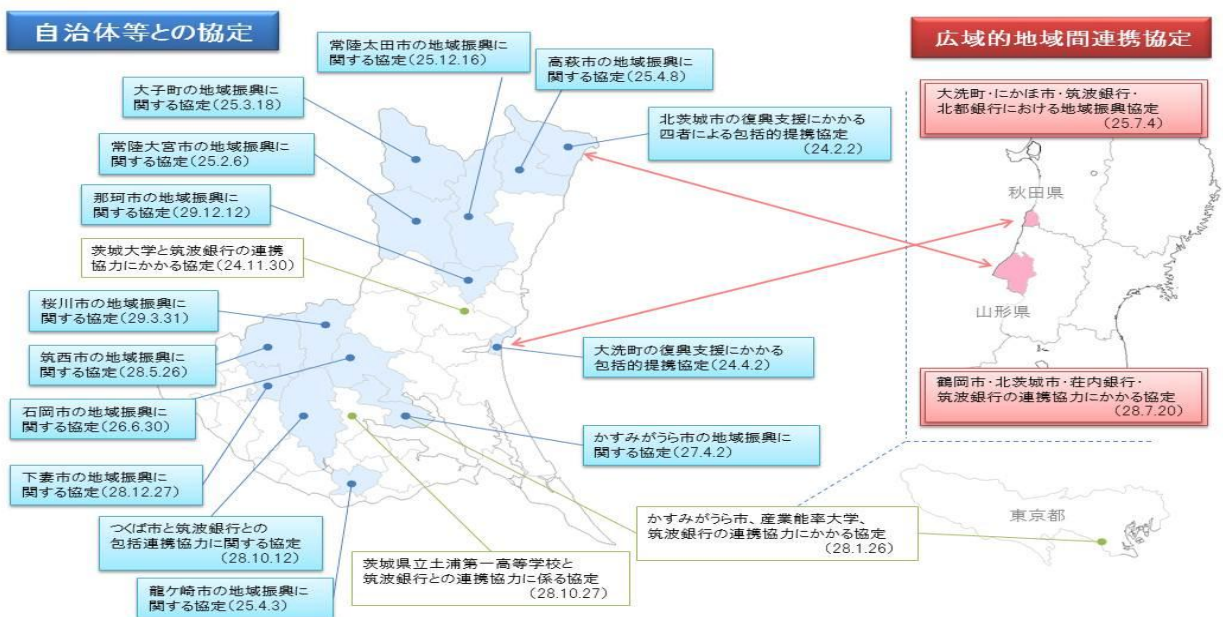 自治体等との協定
広域的地域間連携協定
常陸太田市の地域振興に
関する協定(25.12.16)
高萩市の地域振興に
関する協定(25.4.8)
大子町の地域振興に
関する協定(25.3.18)
北茨城市の復興支援にかかる
四者による包括的提携協定
(24.2.2)
常陸大宮市の地域振興に
関する協定(25.2.6)
那珂市の地域振興に
関する協定(29.12.12)
茨城大学と筑波銀行の連携
協力にかかる協定(24.11.30)
桜川市の地域振興に
関する協定(29.3.31)
筑西市の地域振興に
関する協定(28.5.26)
石岡市の地域振興に
関する協定(26.6.30)
下妻市の地域振興に
関する協定(28.12.27)
つくば市と筑波銀行との
包括連携協力に関する協定
(28.10.12)
龍ケ崎市の地域振興に
関する協定(25.4.3)
大洗町の復興支援にかかる
包括的提携協定(24.4.2)
かすみがうら市の地域振興に
関する協定(27.4.2)
茨城県立土浦第一高等学校と
筑波銀行との連携協力に係る協定
(28.10.27)
かすみがうら市、産業能率大学、
筑波銀行の連携協力にかかる協定
(28.1.26)
大洗町・にかほ市・筑波銀行・
北都銀行における地域振興協定
(25.7.4)
秋田県
山形県
鶴岡市・北茨城市・荘内銀行・
筑波銀行の連携協力にかかる協定
(28.7.20)
東京都